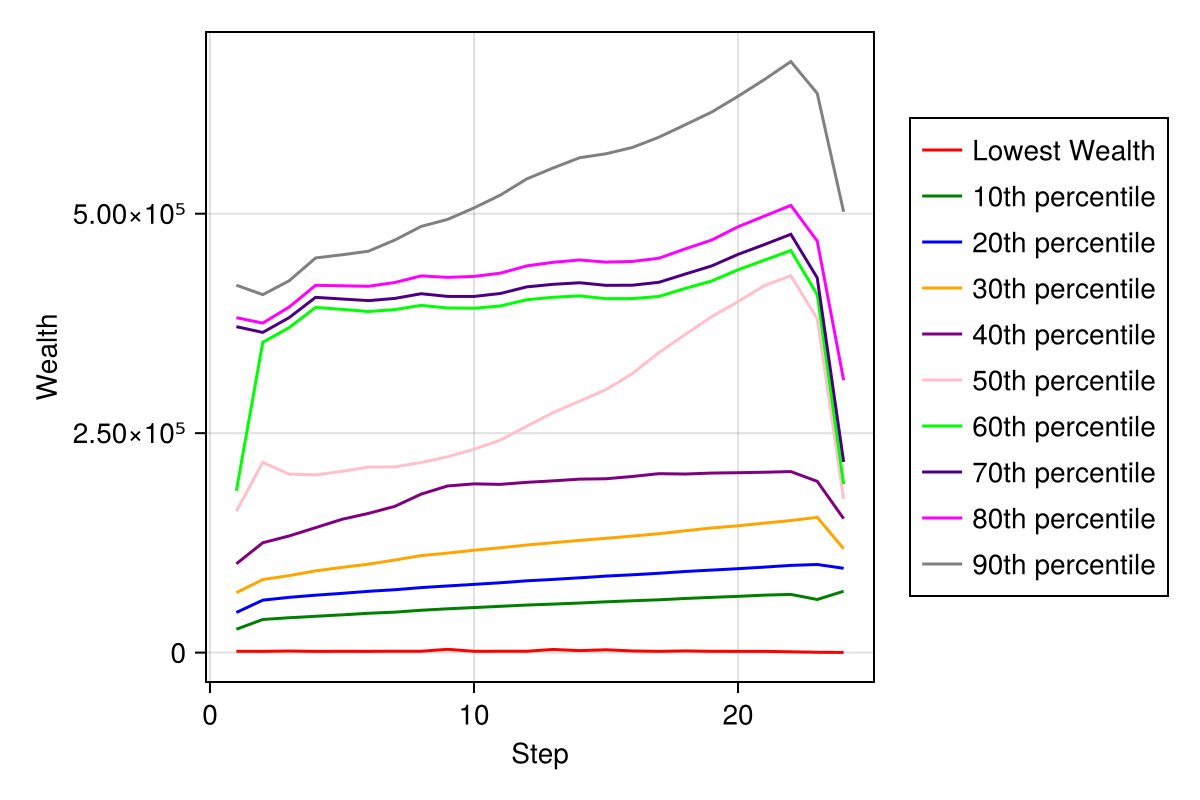 Wealth
5.00×10⁵
2.50×10⁵
0
0 10 20
Step
Lowest Wealth
10th percentile
20th percentile
30th percentile
40th percentile
50th percentile
60th percentile
70th percentile
80th percentile
90th percentile